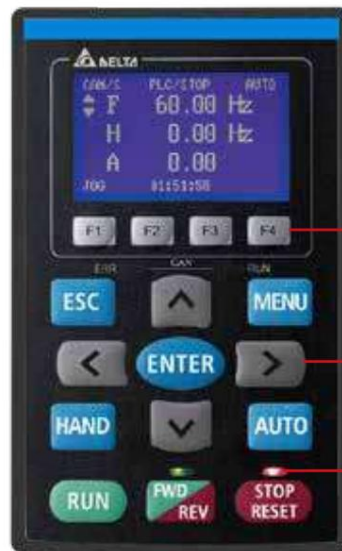 DELTA
CAN/S PLC/STOP AUTO
F 60.00 Hz
H 0.00 Hz
A 0.00
JOG 01:51:58
F1 F2 F3 F4
ERR CAN RUN
ESC MENU
ENTER
HAND AUTO
RUN FWD REV STOP RESET